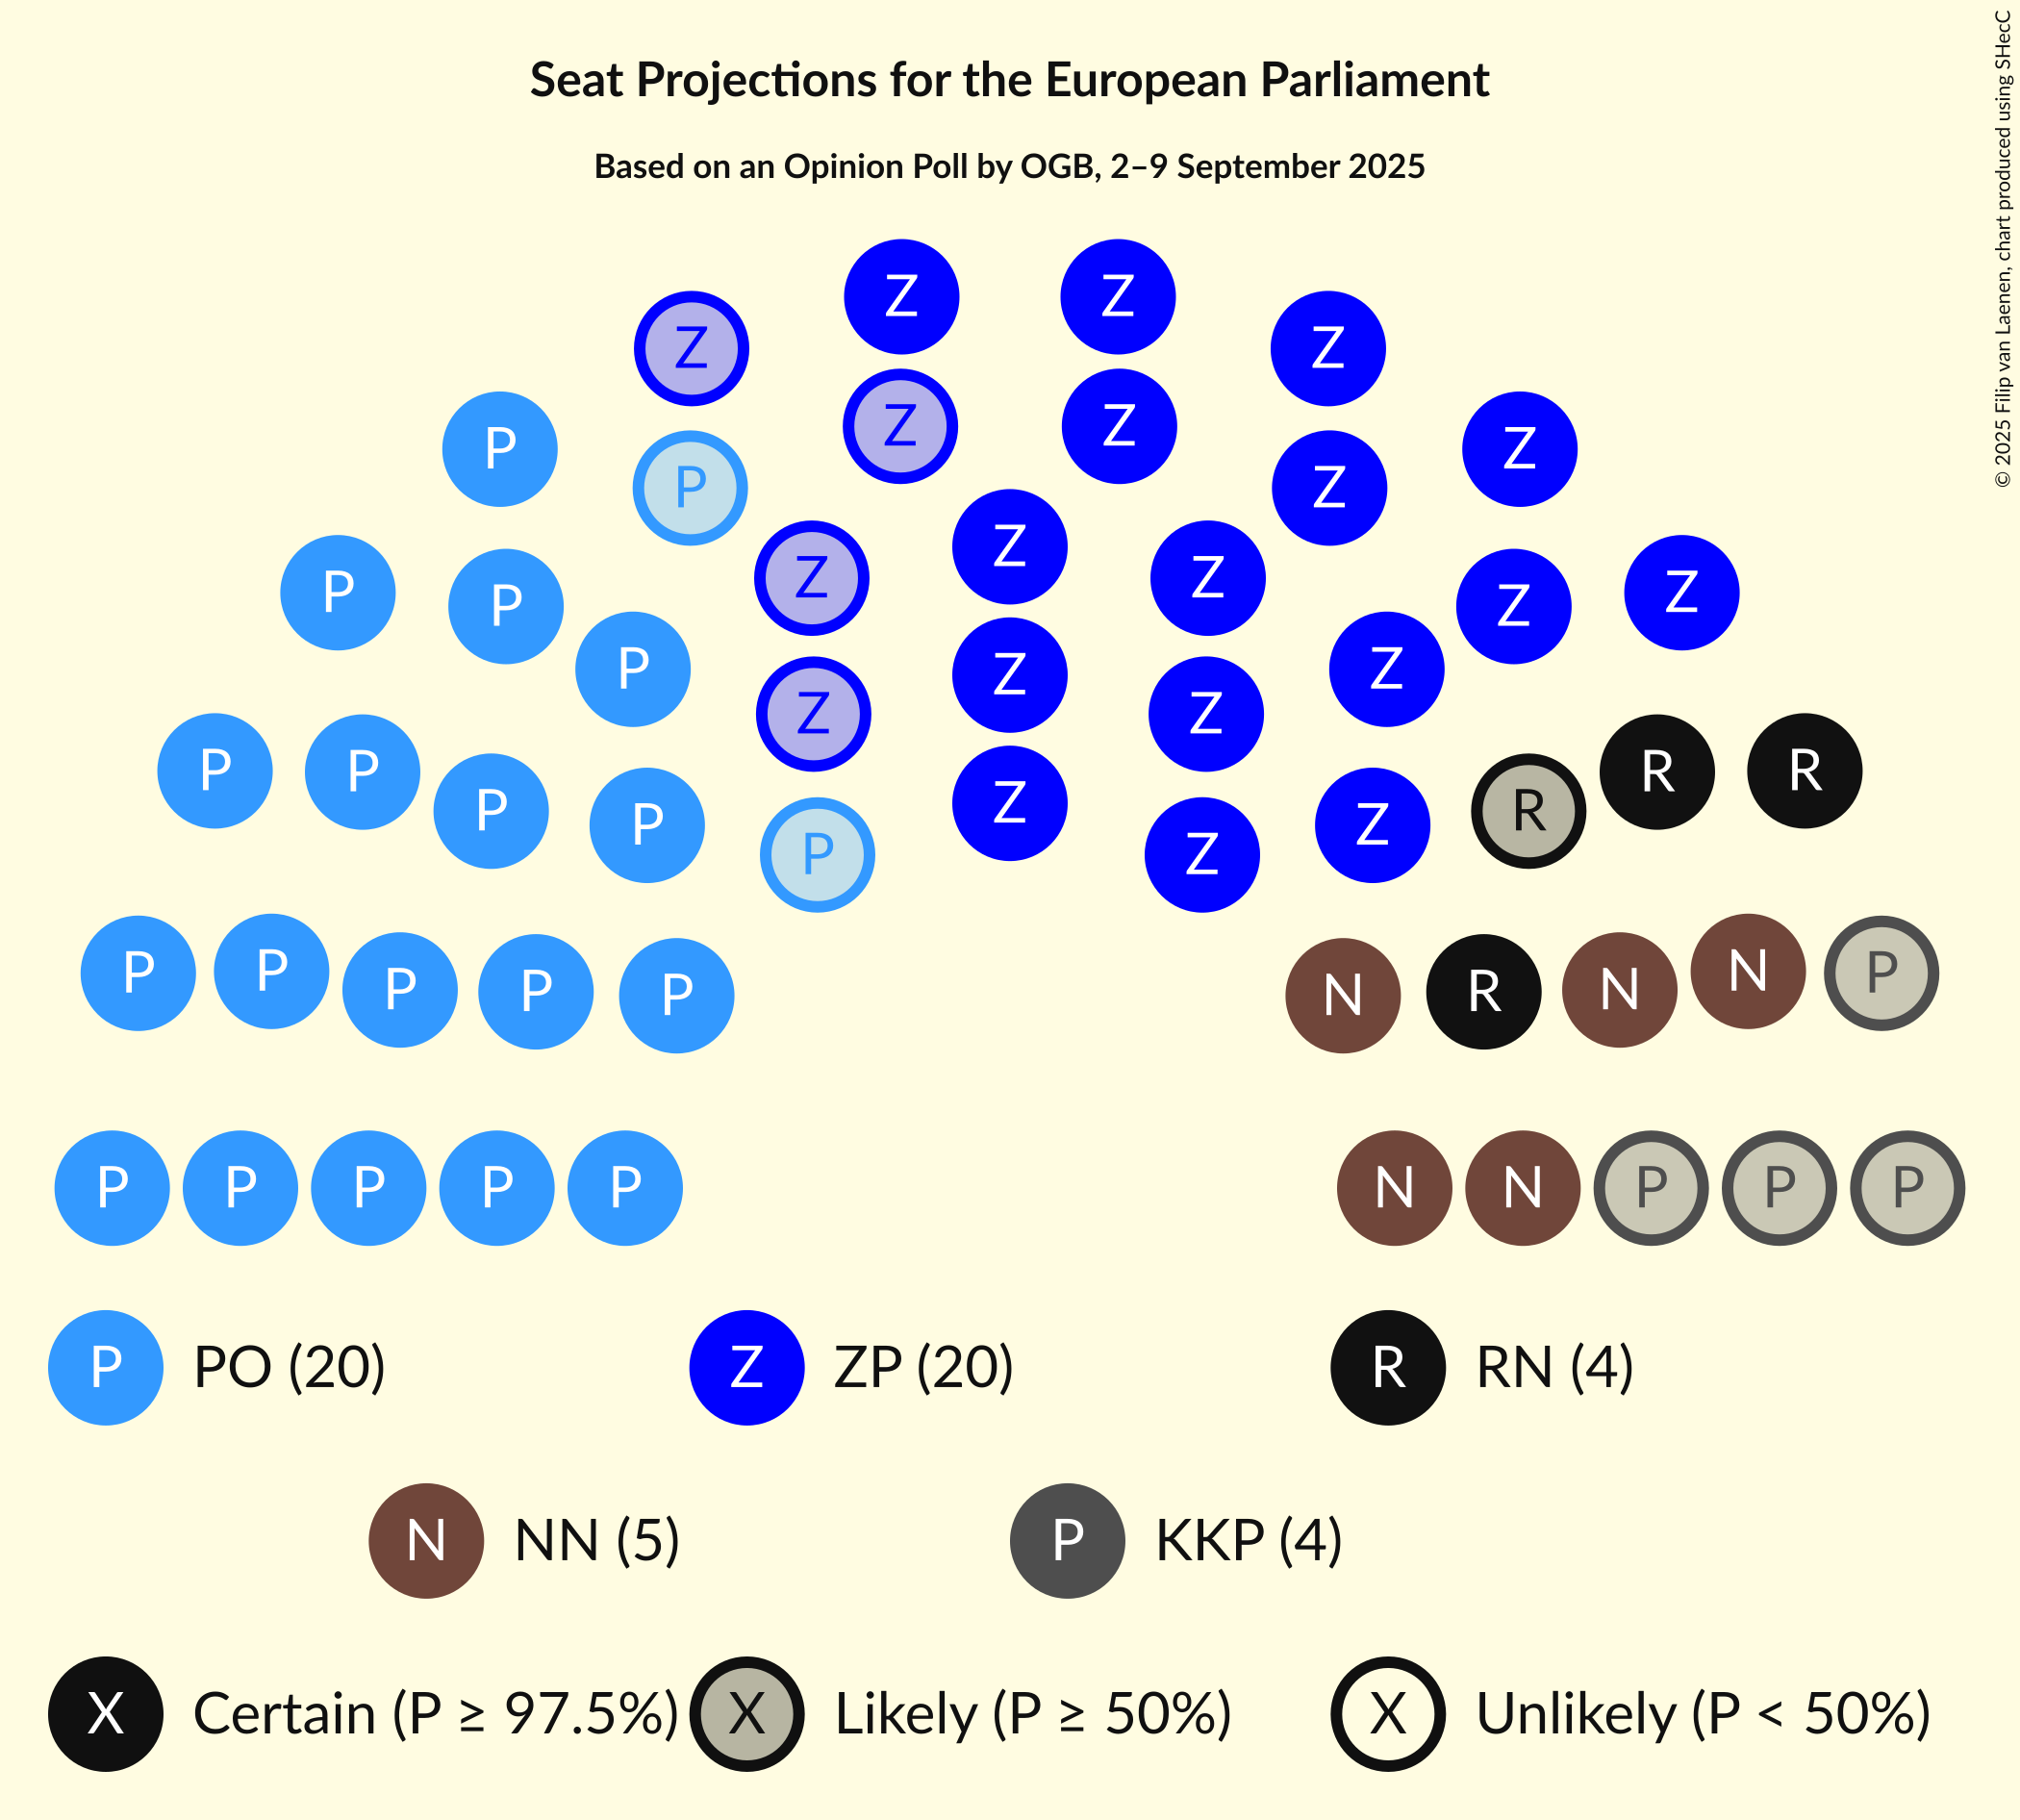 Seat Projections for the European Parliament
Based on an Opinion Poll by OGB, 2–9 September 2025
© 2025 Filip van Laenen, chart produced using SHecC
Z Z
Z Z
Z Z
P Z
P Z
Z Z
Z Z
P P Z Z
P Z
Z Z
Z Z
P P R R
Z
P R
P Z
P Z
P P N P
P P R N
P N
P P P P P N N P P P
P PO (20) Z ZP (20) R RN (4)
N NN (5) P KKP (4)
X Certain (P ≥ 97.5%) X Likely (P ≥ 50%) X Unlikely (P < 50%)